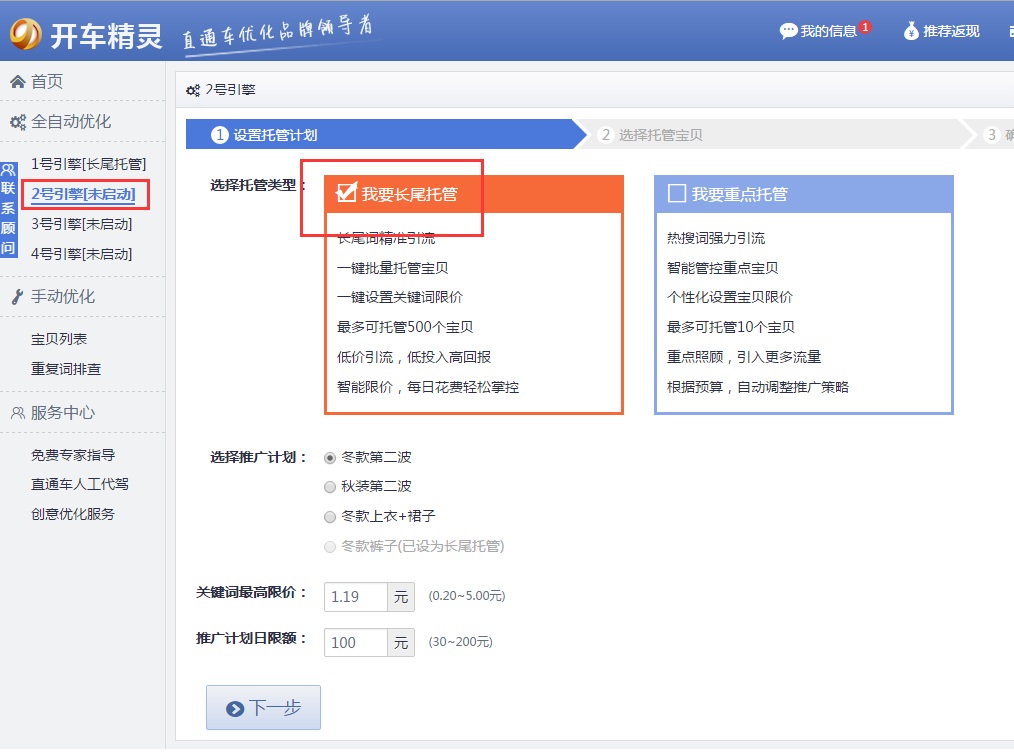 开车精灵 直通车优化品牌领导者
我的信息 1 推荐返现
首页
全自动优化
1号引擎[长尾托管]
2号引擎[未启动]
3号引擎[未启动]
4号引擎[未启动]
联系顾问
手动优化
宝贝列表
重复词排查
服务中心
免费专家指导
直通车人工代驾
创意优化服务
2号引擎
1 设置托管计划
2 选择托管宝贝
3
选择托管类型：
我要长尾托管
长尾词精准引流
一键批量托管宝贝
一键设置关键词限价
最多可托管500个宝贝
低价引流，低投入高回报
智能限价，每日花费轻松掌控
我要重点托管
热搜词强力引流
智能管控重点宝贝
个性化设置宝贝限价
最多可托管10个宝贝
重点照顾，引入更多流量
根据预算，自动调整推广策略
选择推广计划：
冬款第二波
秋装第二波
冬款上衣+裙子
冬款裤子(已设为长尾托管)
关键词最高限价： 1.19 元 (0.20~5.00元)
推广计划日限额： 100 元 (30~200元)
下一步